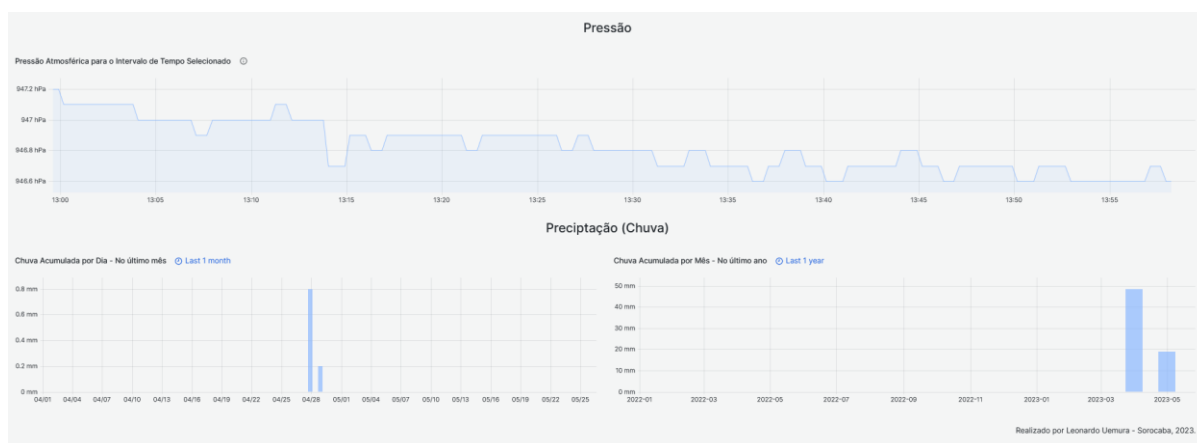 Pressão
Pressão Atmosférica para o Intervalo de Tempo Selecionado
947.2 hPa
947 hPa
946.8 hPa
946.6 hPa
13:00 13:05 13:10 13:15 13:20 13:25 13:30 13:35 13:40 13:45 13:50 13:55
Preciptação (Chuva)
Chuva Acumulada por Dia - No último mês Last 1 month
0.8 mm
0.6 mm
0.4 mm
0.2 mm
0 mm
04/01 04/04 04/07 04/10 04/13 04/16 04/19 04/22 04/25 04/28 05/01 05/04 05/07 05/10 05/13 05/16 05/19 05/22 05/25
Chuva Acumulada por Mês - No último ano Last 1 year
50 mm
40 mm
30 mm
20 mm
10 mm
0 mm
2022-01 2022-03 2022-05 2022-07 2022-09 2022-11 2023-01 2023-03 2023-05
Realizado por Leonardo Uemura - Sorocaba, 2023.